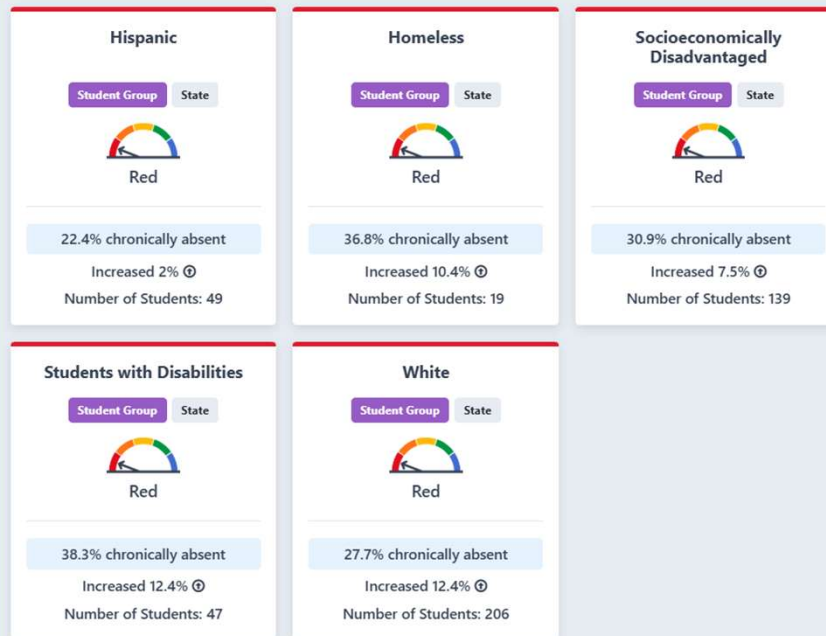 Hispanic
Student Group State
Red
22.4% chronically absent
Increased 2%
Number of Students: 49
Homeless
Student Group State
Red
36.8% chronically absent
Increased 10.4%
Number of Students: 19
Socioeconomically
Disadvantaged
Student Group State
Red
30.9% chronically absent
Increased 7.5%
Number of Students: 139
Students with Disabilities
Student Group State
Red
38.3% chronically absent
Increased 12.4%
Number of Students: 47
White
Student Group State
Red
27.7% chronically absent
Increased 12.4%
Number of Students: 206